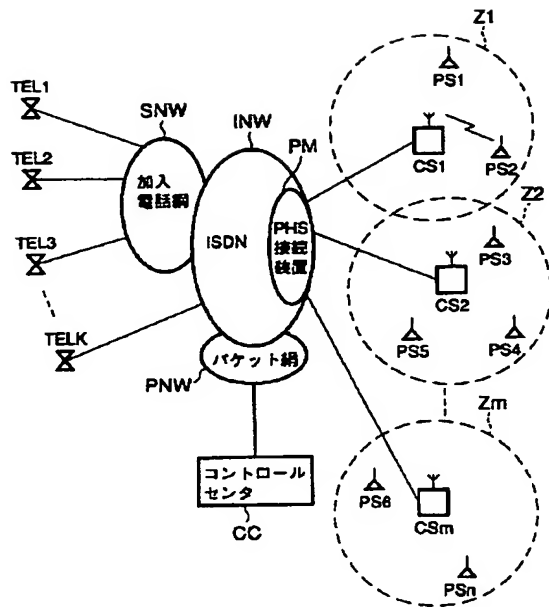 Z1
PS1
TEL1
SNW
INW
PM
TEL2
加入
電話網
CS1
PS2
Z2
ISDN
PHS
接続
装置
PS3
TEL3
CS2
PS5
PS4
TELK
パケット網
PNW
Zm
コントロール
センタ
PS6
CSm
CC
PSn